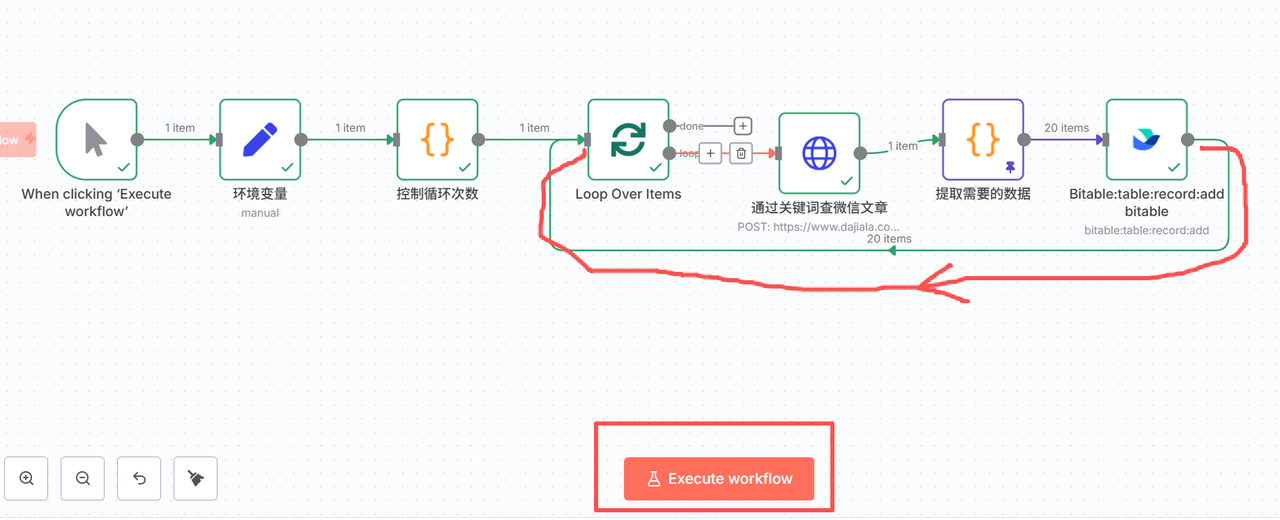 low
1 item
1 item
1 item
done
loop
1 item
20 items
When clicking ‘Execute
workflow’
环境变量
manual
控制循环次数
Loop Over Items
通过关键词查微信文章
POST: https://www.dajiala.co...
提取需要的数据
Bitable:table:record:add
bitable
bitable:table:record:add
20 items
Execute workflow